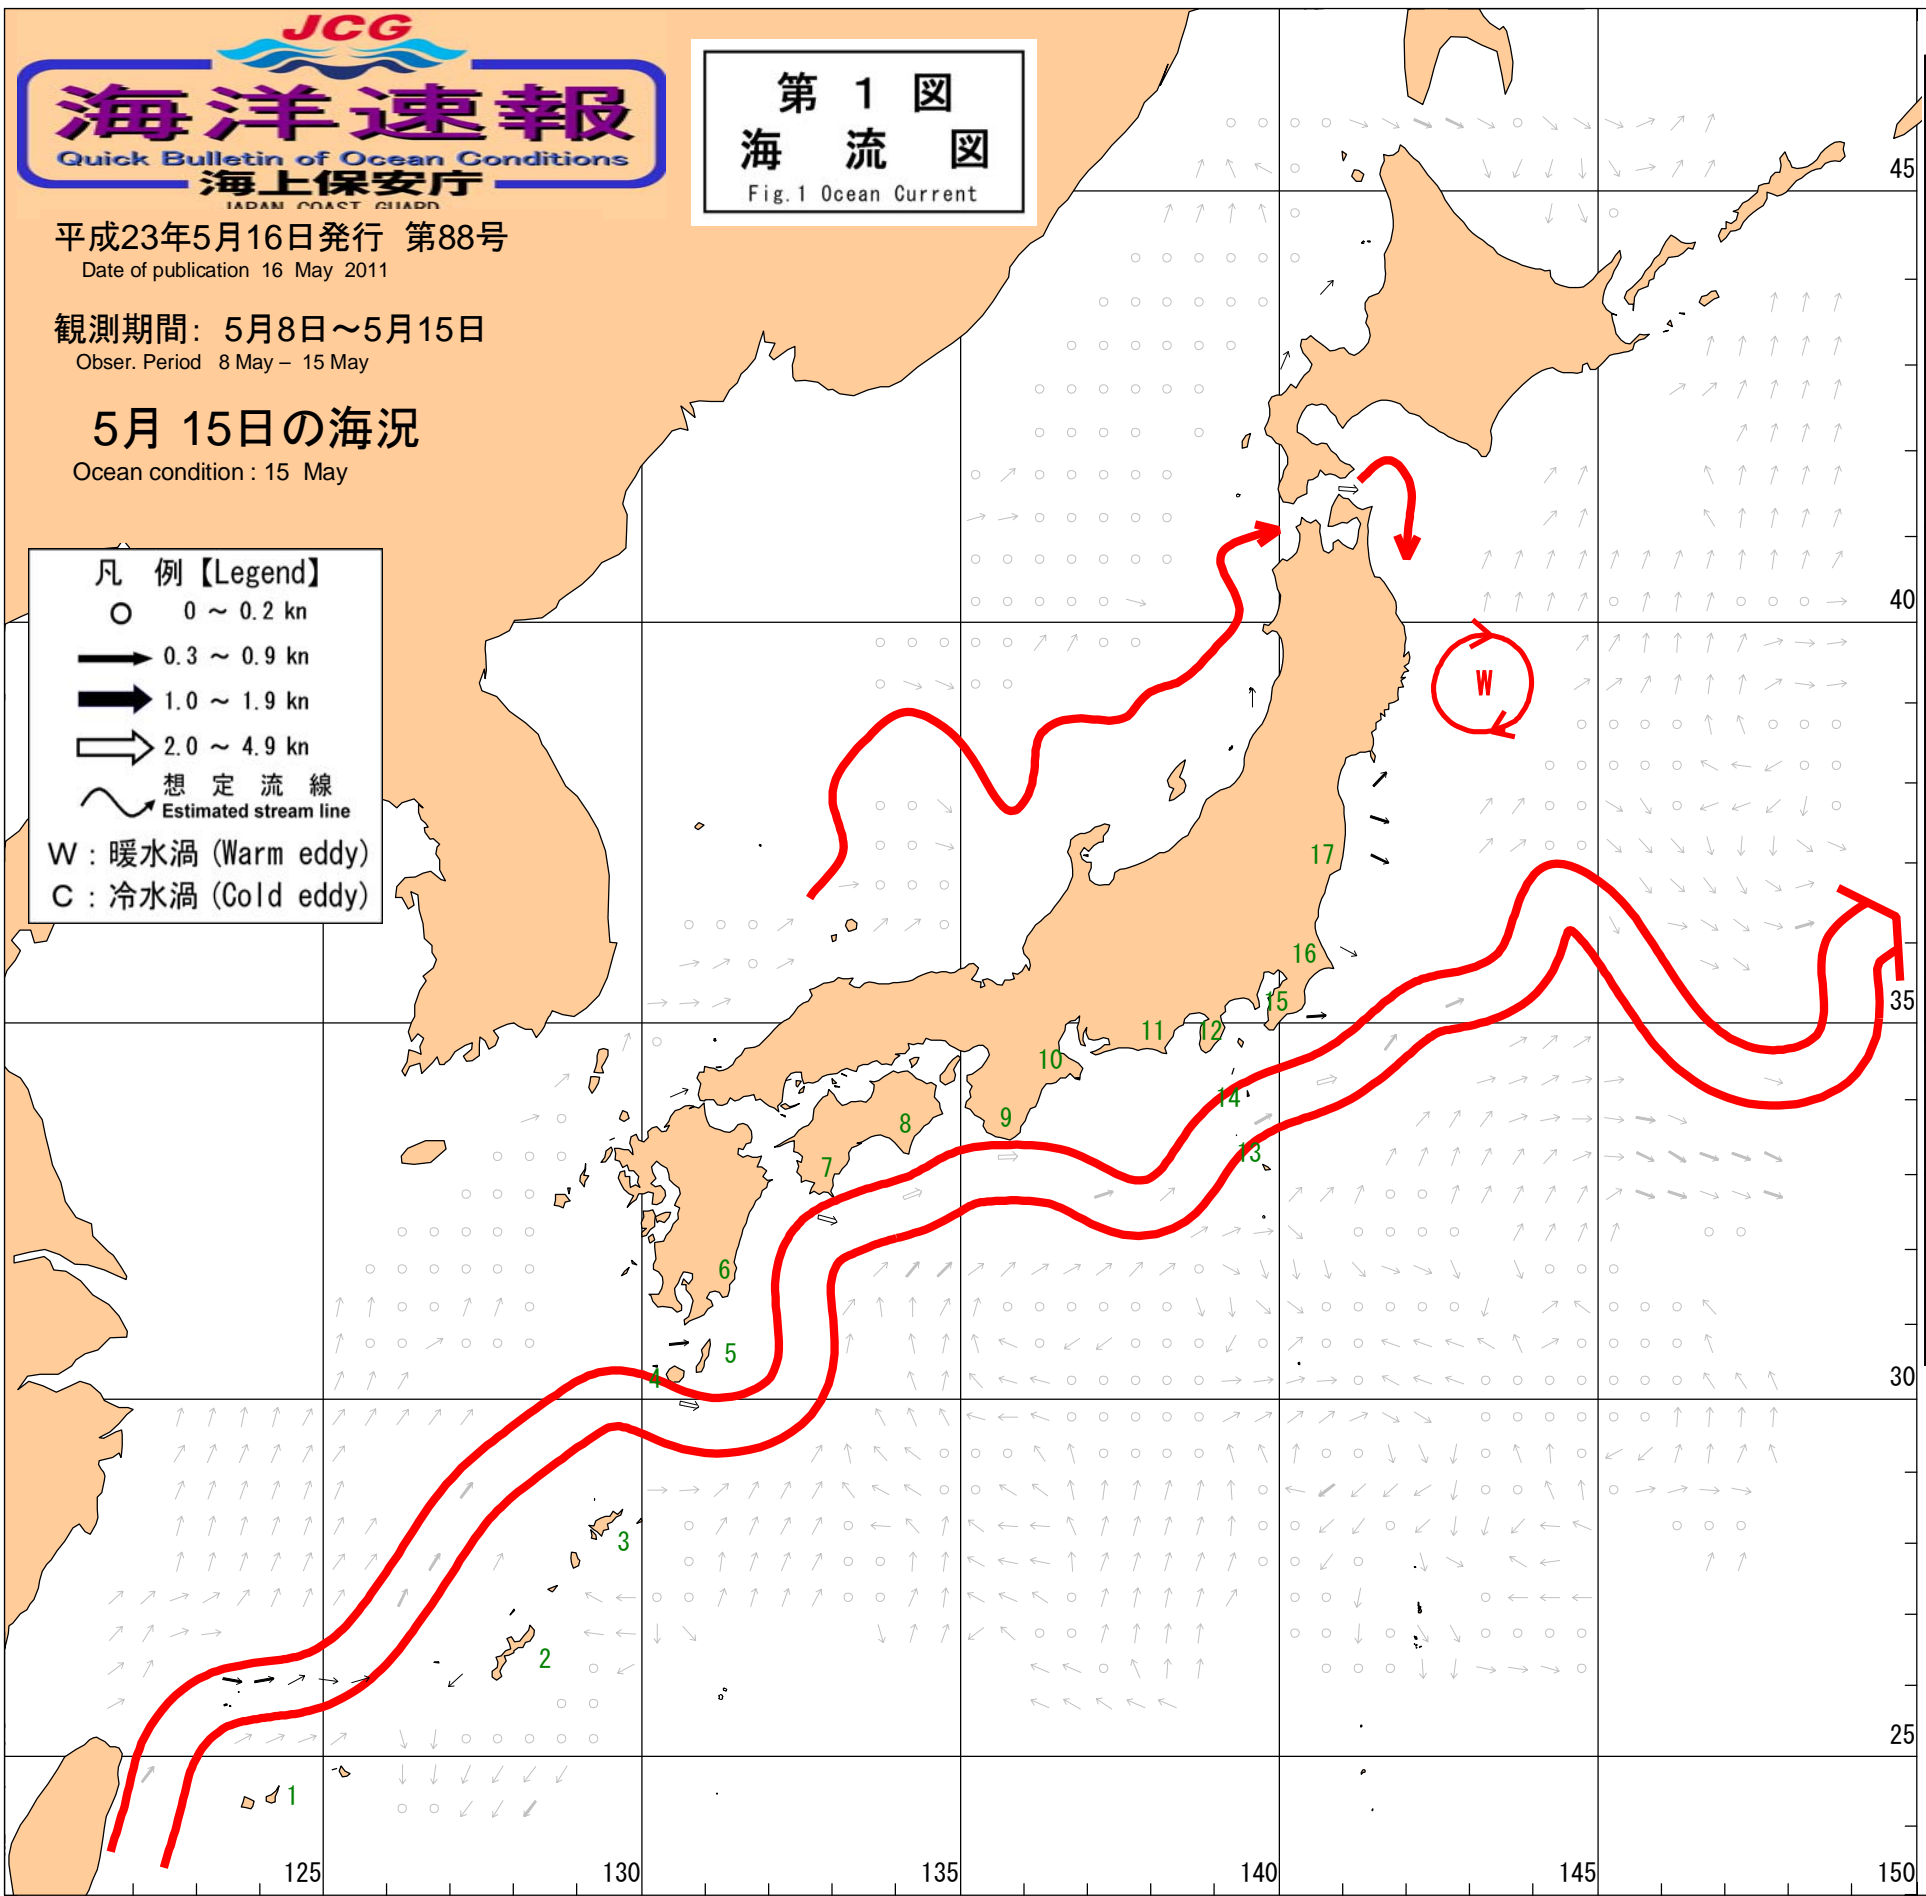 JCG
海洋速報
Quick Bulletin of Ocean Conditions
海上保安庁
JAPAN COAST GUARD
第 1 図
海 流 図
Fig.1 Ocean Current
平成23年5月16日発行 第88号
Date of publication 16 May 2011
観測期間: 5月8日～5月15日
Obser. Period 8 May – 15 May
5月 15日の海況
Ocean condition : 15 May
凡 例【Legend】
0 ～ 0.2 kn
0.3 ～ 0.9 kn
1.0 ～ 1.9 kn
2.0 ～ 4.9 kn
想 定 流 線
Estimated stream line
W : 暖水渦 (Warm eddy)
C : 冷水渦 (Cold eddy)
45
40
W
17
16
35
15
12
11
10
14
9
8
13
7
6
5
4
30
3
2
25
1
125
130
135
140
145
150